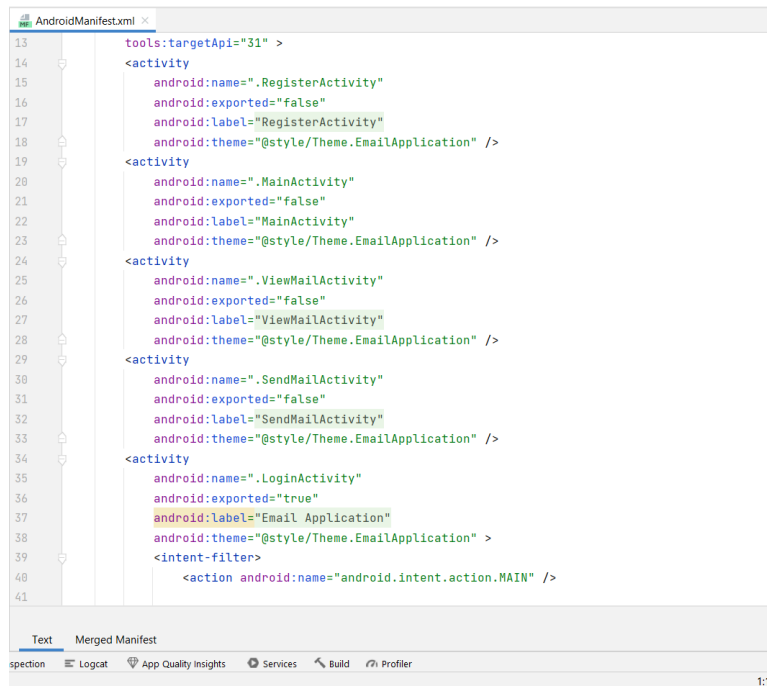 MF AndroidManifest.xml ×
13 tools:targetApi="31" >
14 <activity
15 android:name=".RegisterActivity"
16 android:exported="false"
17 android:label="RegisterActivity"
18 android:theme="@style/Theme.EmailApplication" />
19 <activity
20 android:name=".MainActivity"
21 android:exported="false"
22 android:label="MainActivity"
23 android:theme="@style/Theme.EmailApplication" />
24 <activity
25 android:name=".ViewMailActivity"
26 android:exported="false"
27 android:label="ViewMailActivity"
28 android:theme="@style/Theme.EmailApplication" />
29 <activity
30 android:name=".SendMailActivity"
31 android:exported="false"
32 android:label="SendMailActivity"
33 android:theme="@style/Theme.EmailApplication" />
34 <activity
35 android:name=".LoginActivity"
36 android:exported="true"
37 android:label="Email Application"
38 android:theme="@style/Theme.EmailApplication" >
39 <intent-filter>
40 <action android:name="android.intent.action.MAIN" />
41
Text Merged Manifest
spection Logcat App Quality Insights Services Build Profiler
1:1